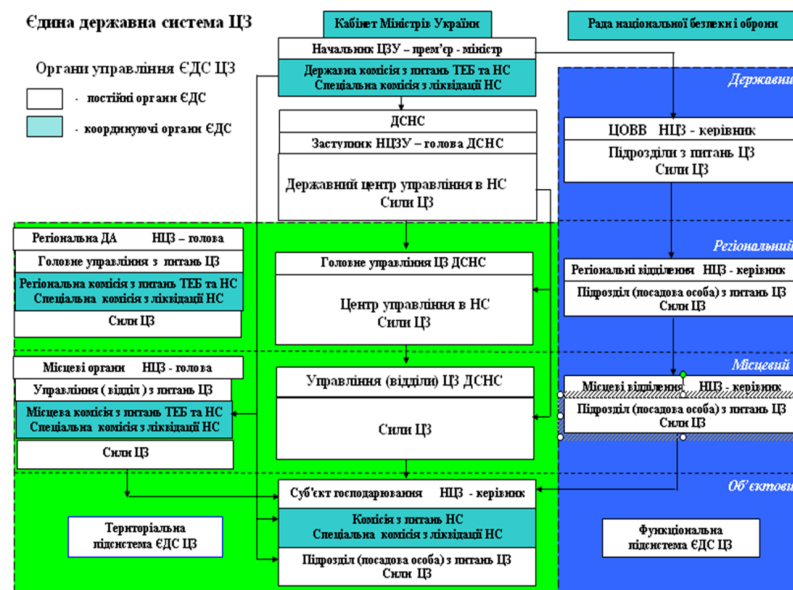 Єдина державна система ЦЗ
Органи управління ЄДС ЦЗ
- постійні органи ЄДС
- координуючі органи ЄДС
Кабінет Міністрів України
Начальник ЦЗУ – прем'єр - міністр
Державна комісія з питань ТЕБ та НС
Спеціальна комісія з ліквідації НС
Рада національної безпеки і оборони
ДСНС
Заступник НЦЗУ – голова ДСНС
Державний центр управління в НС
Сили ЦЗ
Державний
ЦОВВ НЦЗ - керівник
Підрозділи з питань ЦЗ
Сили ЦЗ
Регіональна ДА НЦЗ – голова
Головне управління з питань ЦЗ
Регіональна комісія з питань ТЕБ та НС
Спеціальна комісія з ліквідації НС
Сили ЦЗ
Головне управління ЦЗ ДСНС
Центр управління в НС
Сили ЦЗ
Регіональний
Регіональні відділення НЦЗ - керівник
Підрозділ (посадова особа) з питань ЦЗ
Сили ЦЗ
Місцеві органи НЦЗ - голова
Управління ( відділ ) з питань ЦЗ
Місцева комісія з питань ТЕБ та НС
Спеціальна комісія з ліквідації НС
Сили ЦЗ
Управління (відділи) ЦЗ ДСНС
Сили ЦЗ
Місцевий
Місцеві відділення НЦЗ - керівник
Підрозділ (посадова особа) з питань ЦЗ
Сили ЦЗ
Об'єктови
Суб'єкт господарювання НЦЗ - керівник
Комісія з питань НС
Спеціальна комісія з ліквідації НС
Підрозділ (посадова особа) з питань ЦЗ
Сили ЦЗ
Територіальна
підсистема ЄДС ЦЗ
Функціональна
підсистема ЄДС ЦЗ